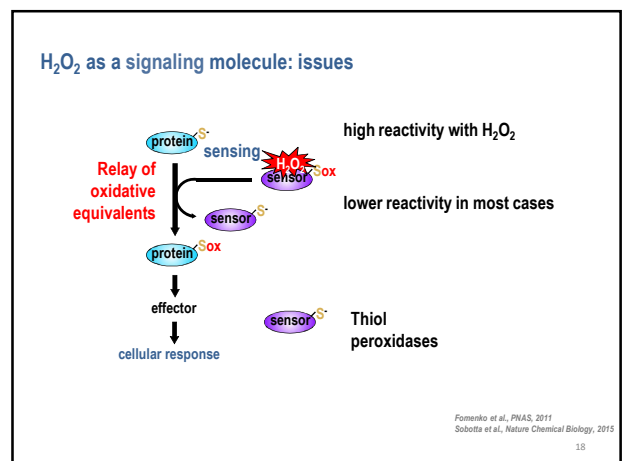 H₂O₂ as a signaling molecule: issues
protein S-
sensing
H₂O₂
sensor Sox
high reactivity with H₂O₂
Relay of
oxidative
equivalents
sensor S-
lower reactivity in most cases
protein Sox
effector
cellular response
sensor S-
Thiol
peroxidases
Fomenko et al., PNAS, 2011
Sobotta et al., Nature Chemical Biology, 2015
18